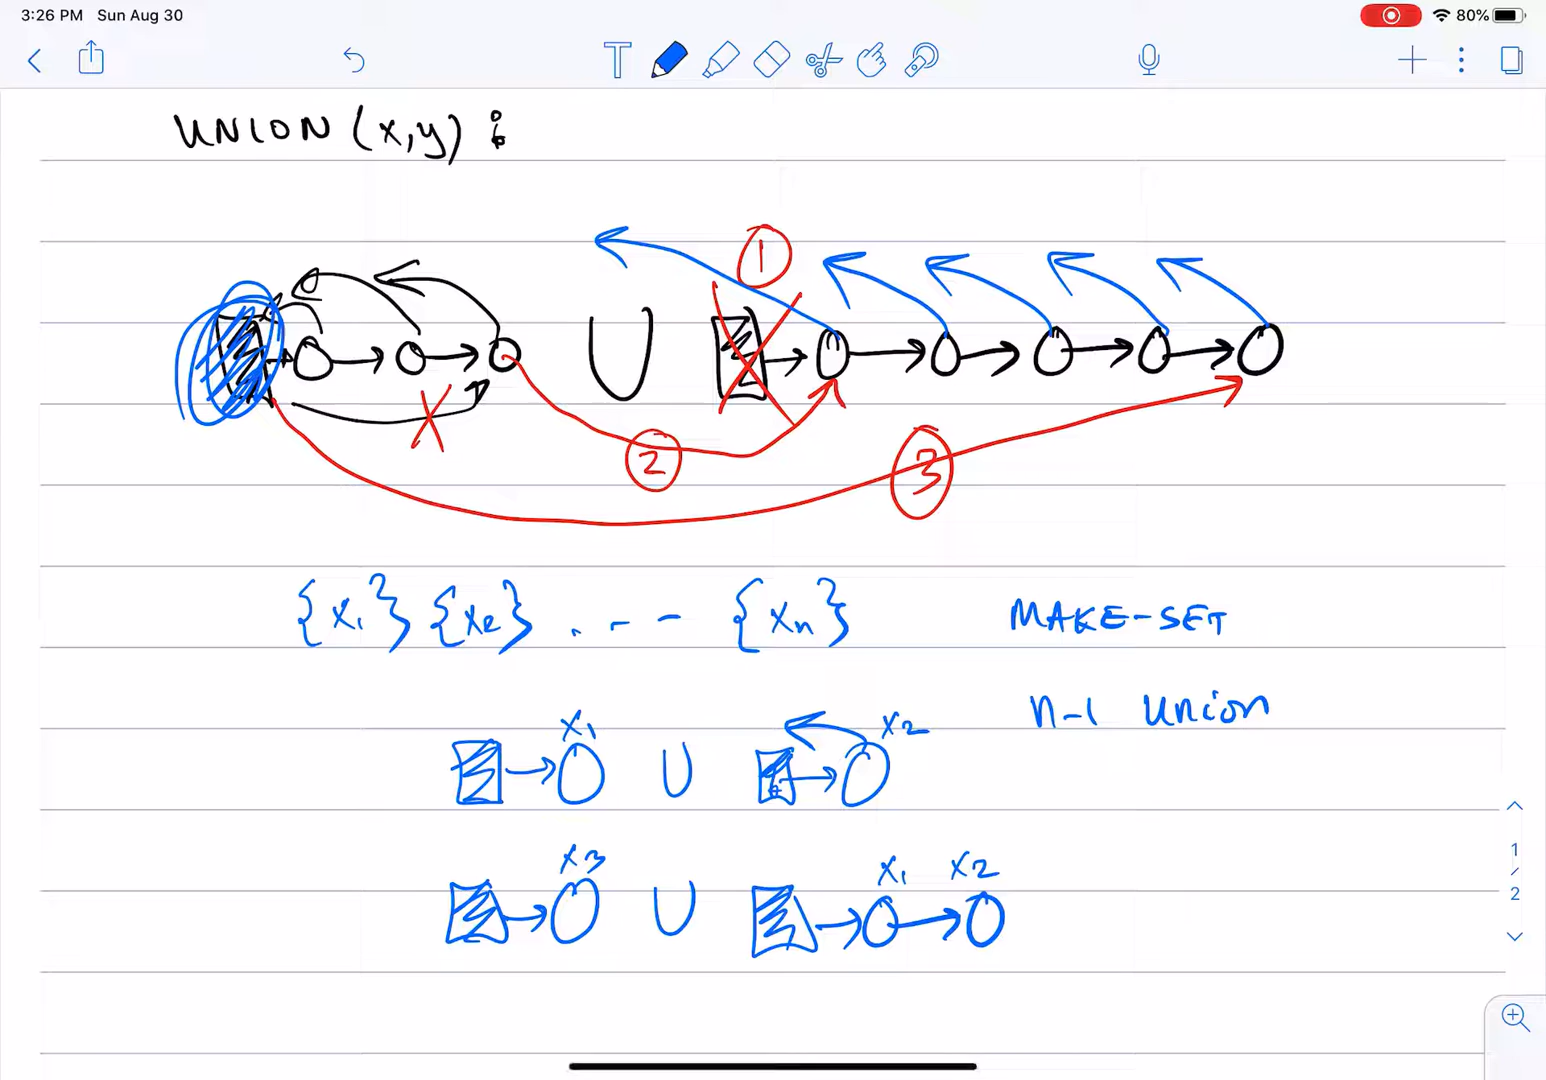 3:26 PM Sun Aug 30
80%
T
UNION (x,y) :
1
U
2
3
{x1} {x2} . - - {xn} MAKE-SET
n-1 Union
x1 x2
U
x3 x1 x2
U
1
2